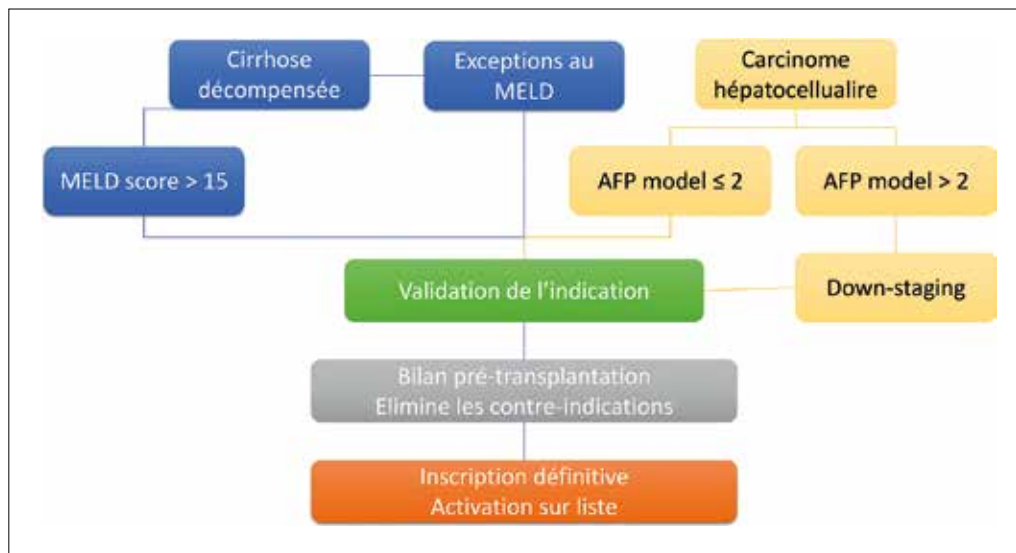 Cirrhose
décompensée
Exceptions au
MELD
Carcinome
hépatocellualire
MELD score > 15
AFP model ≤ 2
AFP model > 2
Validation de l'indication
Down-staging
Bilan pré-transplantation
Elimine les contre-indications
Inscription définitive
Activation sur liste